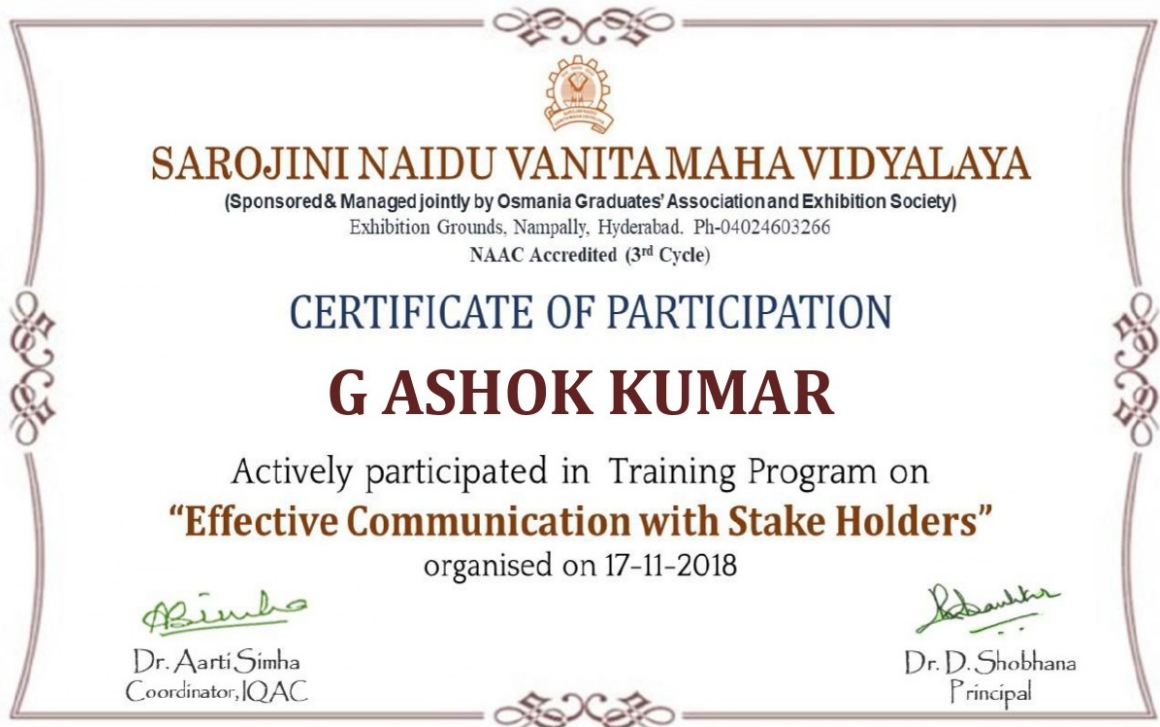 SAROJINI NAIDU VANITA MAHA VIDYALAYA
(Sponsored & Managed jointly by Osmania Graduates' Association and Exhibition Society)
Exhibition Grounds, Nampally, Hyderabad. Ph-04024603266
NAAC Accredited (3rd Cycle)
CERTIFICATE OF PARTICIPATION
G ASHOK KUMAR
Actively participated in Training Program on
“Effective Communication with Stake Holders”
organised on 17-11-2018
Dr. Aarti Simha
Coordinator, IQAC
Dr. D. Shobhana
Principal